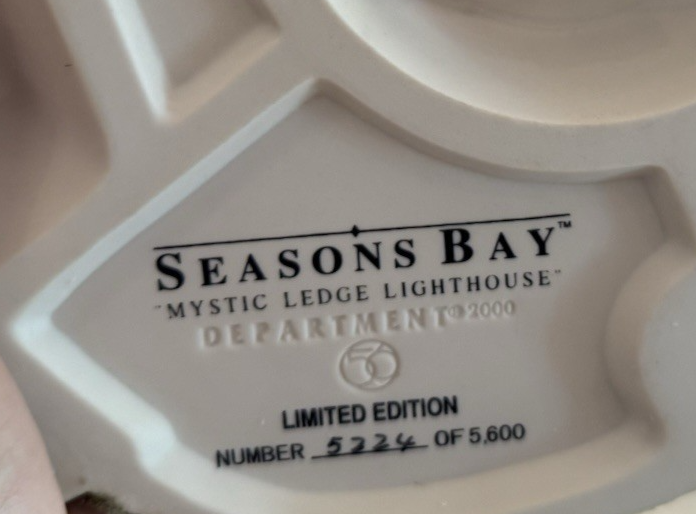 SEASONS BAY™
"MYSTIC LEDGE LIGHTHOUSE"
DEPARTMENT © 2000
56
LIMITED EDITION
NUMBER 5224 OF 5,600